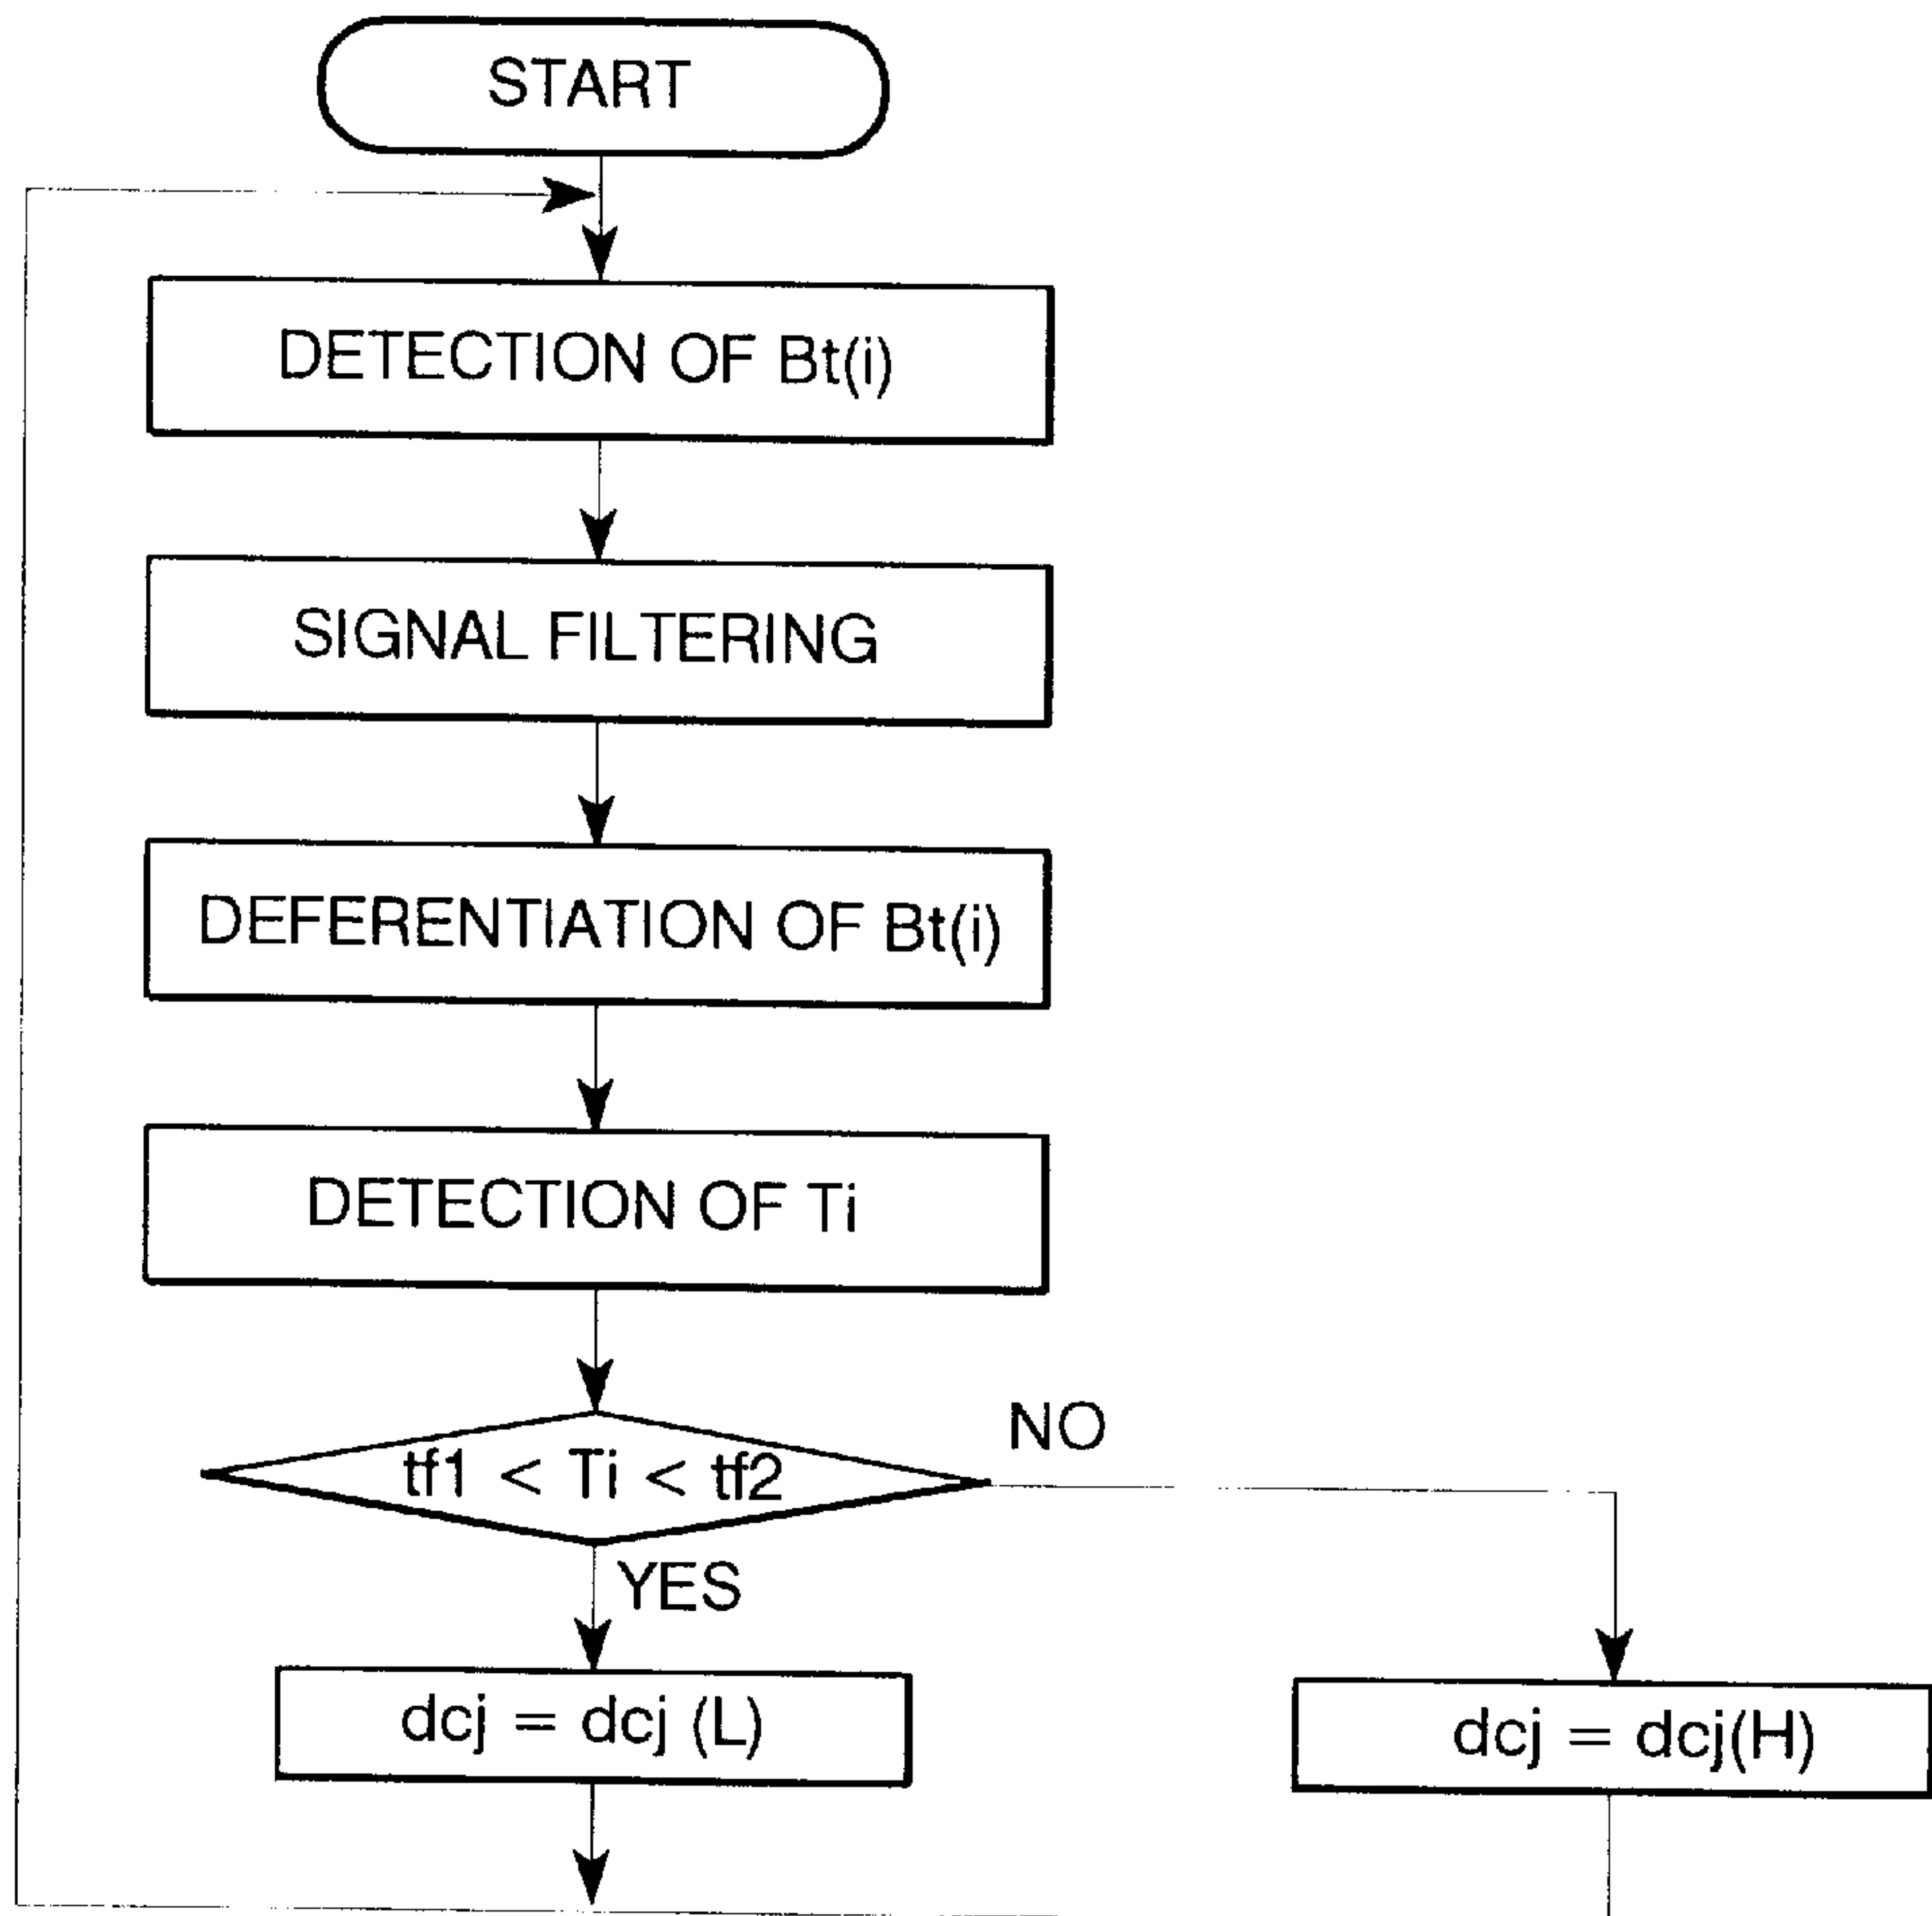 START
DETECTION OF Bt(i)
SIGNAL FILTERING
DEFERENTIATION OF Bt(i)
DETECTION OF Ti
tf1 < Ti < tf2
NO
YES
dcj = dcj (L)
dcj = dcj(H)